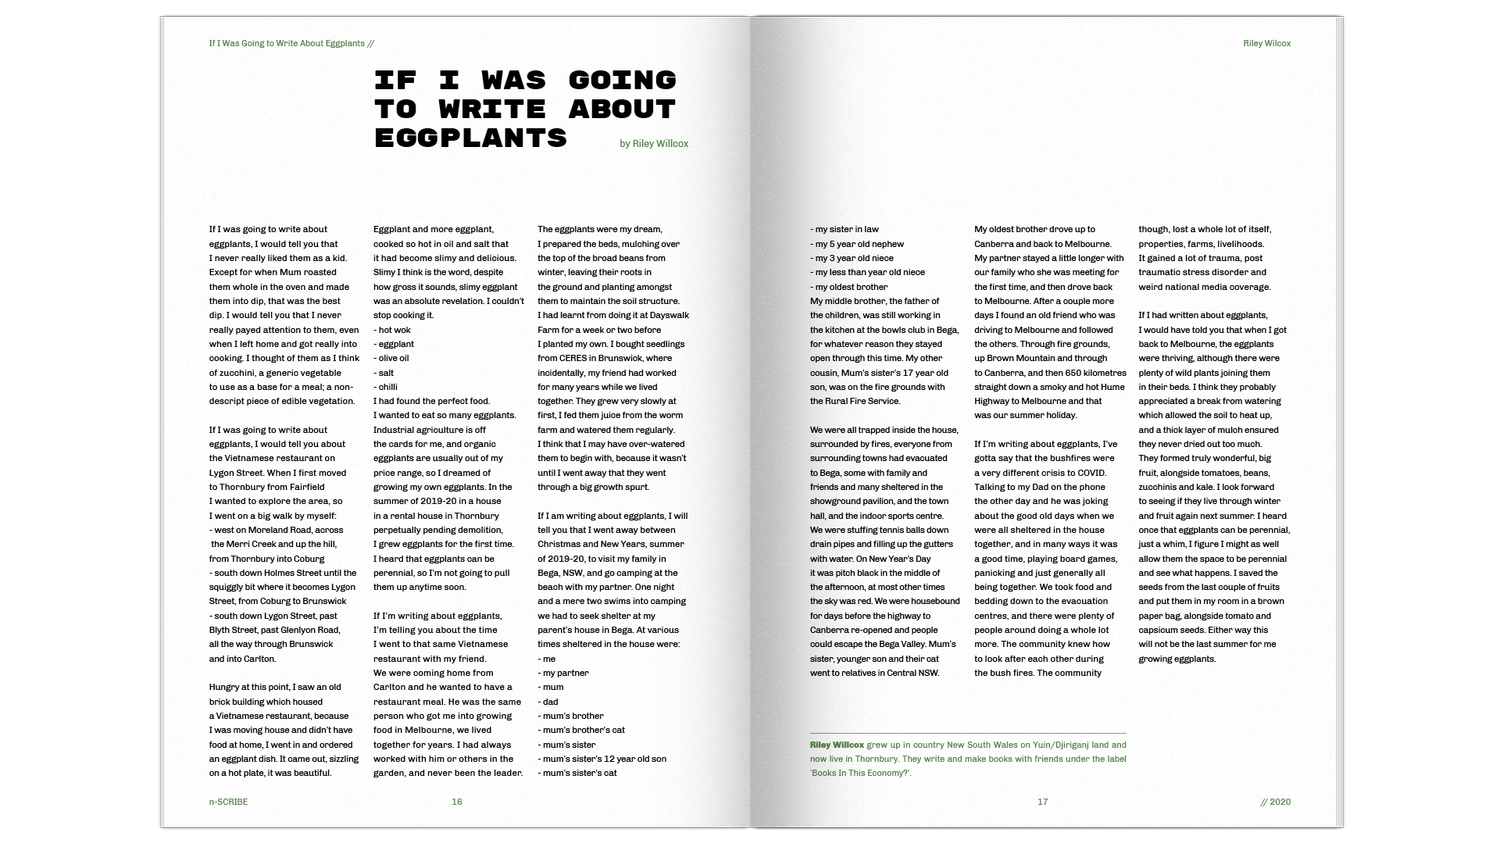 If I Was Going to Write About Eggplants //
Riley Wilcox
IF I WAS GOING
TO WRITE ABOUT
EGGPLANTS
by Riley Willcox
If I was going to write about
eggplants, I would tell you that
I never really liked them as a kid.
Except for when Mum roasted
them whole in the oven and made
them into dip, that was the best
dip. I would tell you that I never
really payed attention to them, even
when I left home and got really into
cooking. I thought of them as I think
of zucchini, a generic vegetable
to use as a base for a meal; a non-
descript piece of edible vegetation.
If I was going to write about
eggplants, I would tell you about
the Vietnamese restaurant on
Lygon Street. When I first moved
to Thornbury from Fairfield
I wanted to explore the area, so
I went on a big walk by myself:
- west on Moreland Road, across
the Merri Creek and up the hill,
from Thornbury into Coburg
- south down Holmes Street until the
squiggly bit where it becomes Lygon
Street, from Coburg to Brunswick
- south down Lygon Street, past
Blyth Street, past Glenlyon Road,
all the way through Brunswick
and into Carlton.
Hungry at this point, I saw an old
brick building which housed
a Vietnamese restaurant, because
I was moving house and didn't have
food at home, I went in and ordered
an eggplant dish. It came out, sizzling
on a hot plate, it was beautiful.
Eggplant and more eggplant,
cooked so hot in oil and salt that
it had become slimy and delicious.
Slimy I think is the word, despite
how gross it sounds, slimy eggplant
was an absolute revelation. I couldn't
stop cooking it.
- hot wok
- eggplant
- olive oil
- salt
- chilli
I had found the perfect food.
I wanted to eat so many eggplants.
Industrial agriculture is off
the cards for me, and organic
eggplants are usually out of my
price range, so I dreamed of
growing my own eggplants. In the
summer of 2019-20 in a house
in a rental house in Thornbury
perpetually pending demolition,
I grew eggplants for the first time.
I heard that eggplants can be
perennial, so I'm not going to pull
them up anytime soon.
If I'm writing about eggplants,
I'm telling you about the time
I went to that same Vietnamese
restaurant with my friend.
We were coming home from
Carlton and he wanted to have a
restaurant meal. He was the same
person who got me into growing
food in Melbourne, we lived
together for years. I had always
worked with him or others in the
garden, and never been the leader.
The eggplants were my dream,
I prepared the beds, mulching over
the top of the broad beans from
winter, leaving their roots in
the ground and planting amongst
them to maintain the soil structure.
I had learnt from doing it at Dayswalk
Farm for a week or two before
I planted my own. I bought seedlings
from CERES in Brunswick, where
incidentally, my friend had worked
for many years while we lived
together. They grew very slowly at
first, I fed them juice from the worm
farm and watered them regularly.
I think that I may have over-watered
them to begin with, because it wasn't
until I went away that they went
through a big growth spurt.
If I am writing about eggplants, I will
tell you that I went away between
Christmas and New Years, summer
of 2019-20, to visit my family in
Bega, NSW, and go camping at the
beach with my partner. One night
and a mere two swims into camping
we had to seek shelter at my
parent's house in Bega. At various
times sheltered in the house were:
- me
- my partner
- mum
- dad
- mum's brother
- mum's brother's cat
- mum's sister
- mum's sister's 12 year old son
- mum's sister's cat
- my sister in law
- my 5 year old nephew
- my 3 year old niece
- my less than year old niece
- my oldest brother
My middle brother, the father of
the children, was still working in
the kitchen at the bowls club in Bega,
for whatever reason they stayed
open through this time. My other
cousin, Mum's sister's 17 year old
son, was on the fire grounds with
the Rural Fire Service.
We were all trapped inside the house,
surrounded by fires, everyone from
surrounding towns had evacuated
to Bega, some with family and
friends and many sheltered in the
showground pavilion, and the town
hall, and the indoor sports centre.
We were stuffing tennis balls down
drain pipes and filling up the gutters
with water. On New Year's Day
it was pitch black in the middle of
the afternoon, at most other times
the sky was red. We were housebound
for days before the highway to
Canberra re-opened and people
could escape the Bega Valley. Mum's
sister, younger son and their cat
went to relatives in Central NSW.
My oldest brother drove up to
Canberra and back to Melbourne.
My partner stayed a little longer with
our family who she was meeting for
the first time, and then drove back
to Melbourne. After a couple more
days I found an old friend who was
driving to Melbourne and followed
the others. Through fire grounds,
up Brown Mountain and through
to Canberra, and then 650 kilometres
straight down a smoky and hot Hume
Highway to Melbourne and that
was our summer holiday.
If I'm writing about eggplants, I've
gotta say that the bushfires were
a very different crisis to COVID.
Talking to my Dad on the phone
the other day and he was joking
about the good old days when we
were all sheltered in the house
together, and in many ways it was
a good time, playing board games,
panicking and just generally all
being together. We took food and
bedding down to the evacuation
centres, and there were plenty of
people around doing a whole lot
more. The community knew how
to look after each other during
the bush fires. The community
though, lost a whole lot of itself,
properties, farms, livelihoods.
It gained a lot of trauma, post
traumatic stress disorder and
weird national media coverage.
If I had written about eggplants,
I would have told you that when I got
back to Melbourne, the eggplants
were thriving, although there were
plenty of wild plants joining them
in their beds. I think they probably
appreciated a break from watering
which allowed the soil to heat up,
and a thick layer of mulch ensured
they never dried out too much.
They formed truly wonderful, big
fruit, alongside tomatoes, beans,
zucchinis and kale. I look forward
to seeing if they live through winter
and fruit again next summer. I heard
once that eggplants can be perennial,
just a whim, I figure I might as well
allow them the space to be perennial
and see what happens. I saved the
seeds from the last couple of fruits
and put them in my room in a brown
paper bag, alongside tomato and
capsicum seeds. Either way this
will not be the last summer for me
growing eggplants.
Riley Willcox grew up in country New South Wales on Yuin/Djiriganj land and
now live in Thornbury. They write and make books with friends under the label
'Books In This Economy?'.
n-SCRIBE
16
17
// 2020